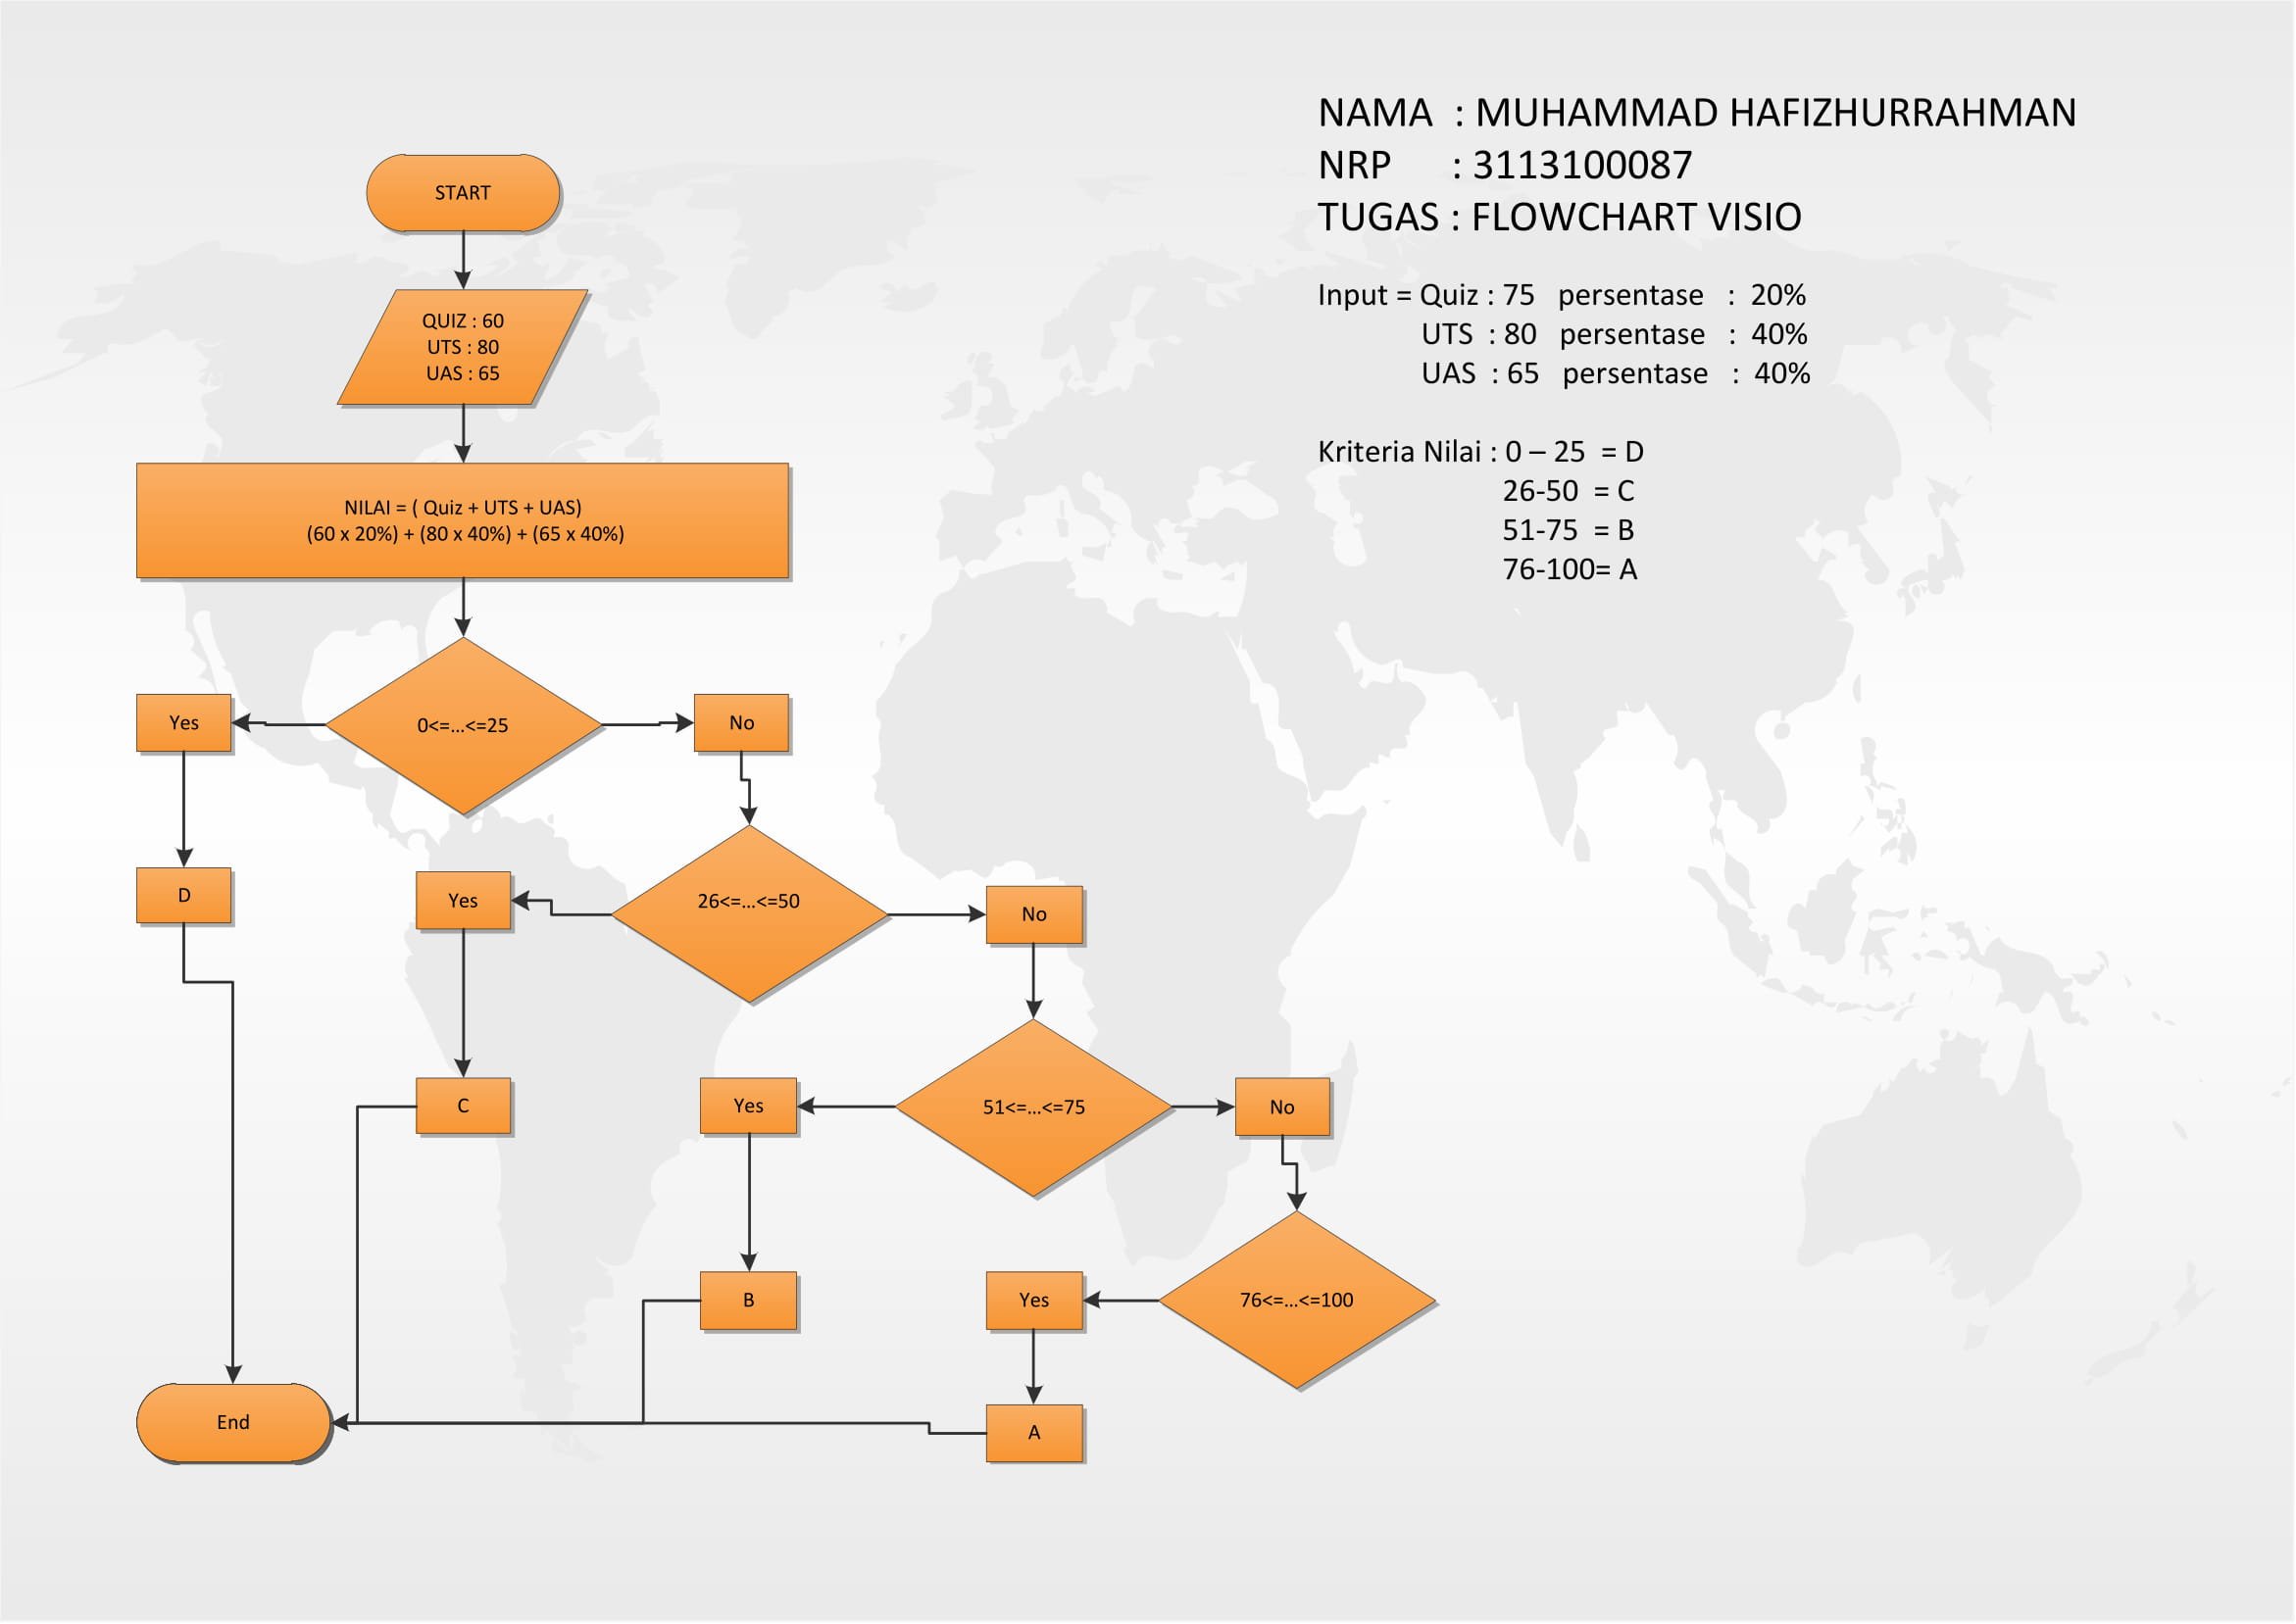 NAMA : MUHAMMAD HAFIZHURRAHMAN
NRP : 3113100087
TUGAS : FLOWCHART VISIO
Input = Quiz : 75 persentase : 20%
UTS : 80 persentase : 40%
UAS : 65 persentase : 40%
Kriteria Nilai : 0 – 25 = D
26-50 = C
51-75 = B
76-100= A
START
QUIZ : 60
UTS : 80
UAS : 65
NILAI = ( Quiz + UTS + UAS)
(60 x 20%) + (80 x 40%) + (65 x 40%)
Yes
0<=...<=25
No
D
Yes
26<=...<=50
No
C
Yes
51<=...<=75
No
B
Yes
76<=...<=100
End
A